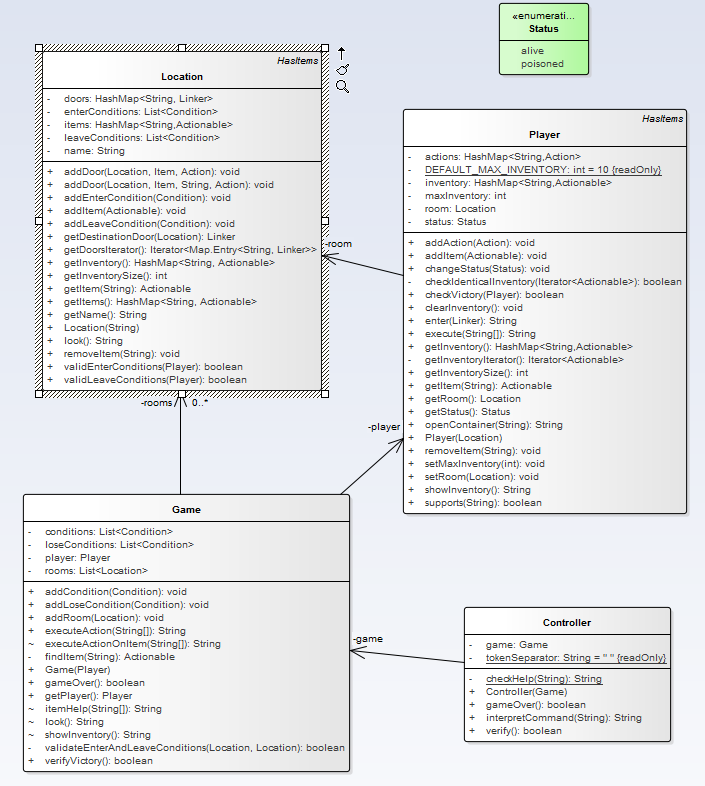 «enumerati...
Status
alive
poisoned
HasItems
Location
- doors: HashMap<String, Linker>
- enterConditions: List<Condition>
- items: HashMap<String,Actionable>
- leaveConditions: List<Condition>
- name: String
+ addDoor(Location, Item, Action): void
+ addDoor(Location, Item, String, Action): void
+ addEnterCondition(Condition): void
+ addItem(Actionable): void
+ addLeaveCondition(Condition): void
+ getDestinationDoor(Location): Linker
+ getDoorsIterator(): Iterator<Map.Entry<String, Linker>>
+ getInventory(): HashMap<String, Actionable>
+ getInventorySize(): int
+ getItem(String): Actionable
+ getItems(): HashMap<String, Actionable>
+ getName(): String
+ Location(String)
+ look(): String
+ removeItem(String): void
+ validEnterConditions(Player): boolean
+ validLeaveConditions(Player): boolean
-room
HasItems
Player
- actions: HashMap<String,Action>
- DEFAULT_MAX_INVENTORY: int = 10 {readOnly}
- inventory: HashMap<String,Actionable>
- maxInventory: int
- room: Location
- status: Status
+ addAction(Action): void
+ addItem(Actionable): void
+ changeStatus(Status): void
- checkIdenticalInventory(Iterator<Actionable>): boolean
+ checkVictory(Player): boolean
+ clearInventory(): void
+ enter(Linker): String
+ execute(String[]): String
+ getInventory(): HashMap<String,Actionable>
- getInventoryIterator(): Iterator<Actionable>
+ getInventorySize(): int
+ getItem(String): Actionable
+ getRoom(): Location
+ getStatus(): Status
+ openContainer(String): String
+ Player(Location)
+ removeItem(String): void
+ setMaxInventory(int): void
+ setRoom(Location): void
+ showInventory(): String
+ supports(String): boolean
-rooms 0..*
-player
Game
- conditions: List<Condition>
- loseConditions: List<Condition>
- player: Player
- rooms: List<Location>
+ addCondition(Condition): void
+ addLoseCondition(Condition): void
+ addRoom(Location): void
+ executeAction(String[]): String
~ executeActionOnItem(String[]): String
- findItem(String): Actionable
+ Game(Player)
+ gameOver(): boolean
+ getPlayer(): Player
~ itemHelp(String[]): String
~ look(): String
~ showInventory(): String
- validateEnterAndLeaveConditions(Location, Location): boolean
+ verifyVictory(): boolean
-game
Controller
- game: Game
- tokenSeparator: String = " " {readOnly}
- checkHelp(String): String
+ Controller(Game)
+ gameOver(): boolean
+ interpretCommand(String): String
+ verify(): boolean